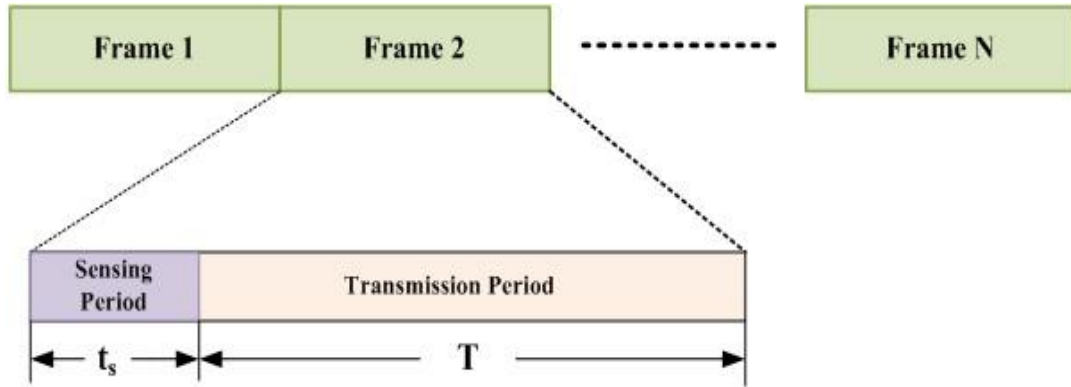 Frame 1
Frame 2
Frame N
Sensing
Period
Transmission Period
tₛ
T